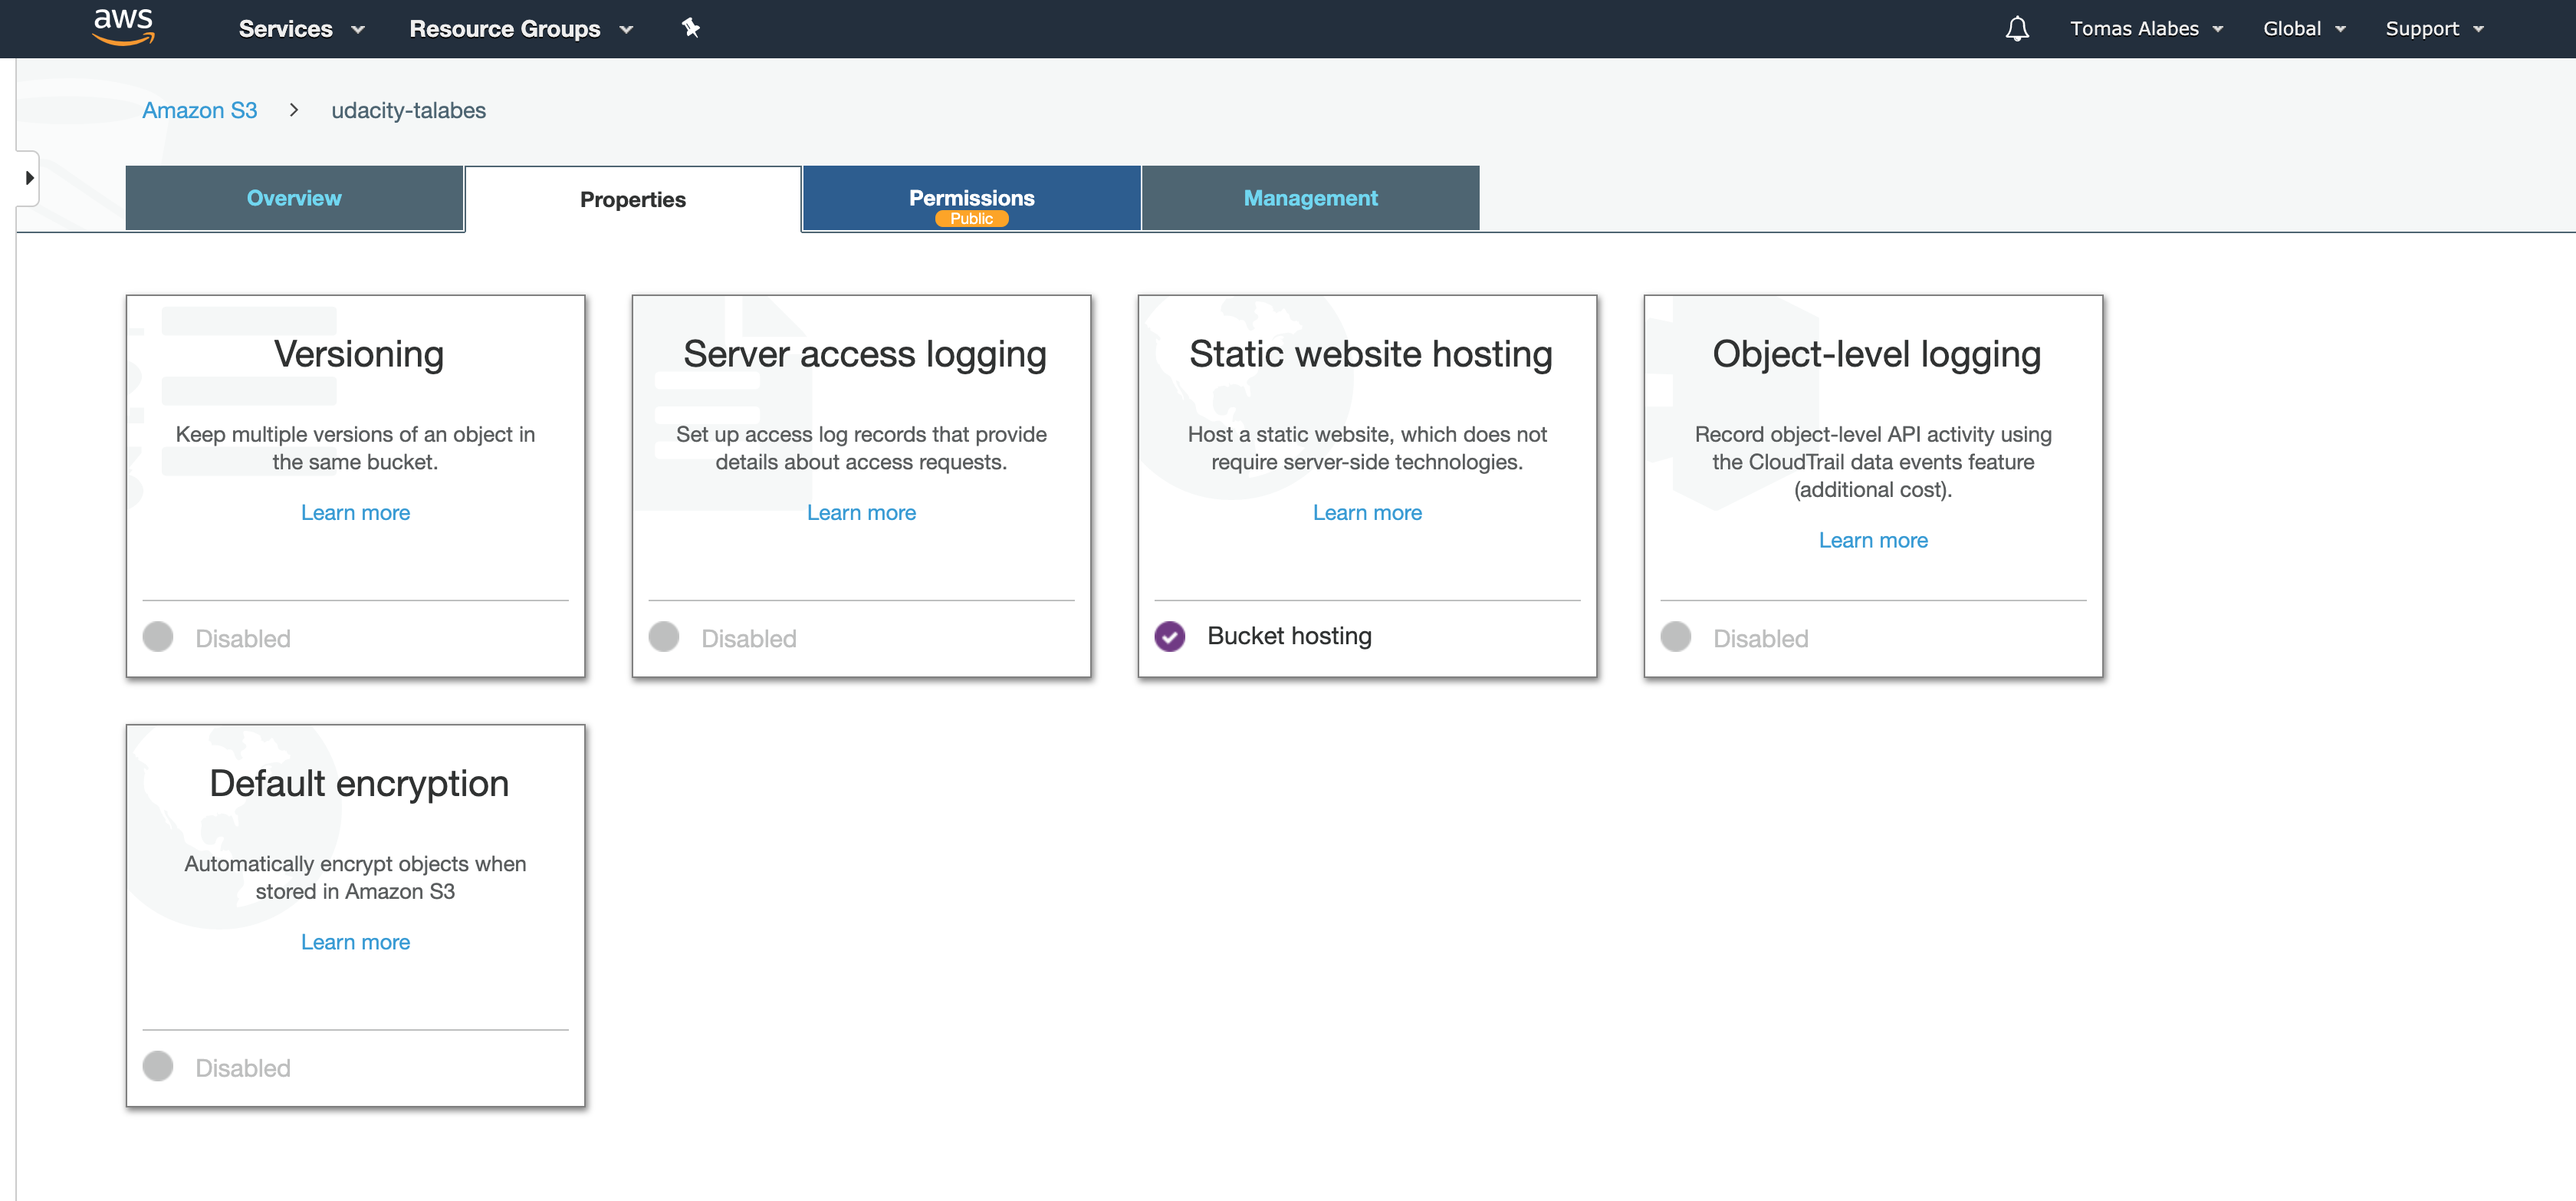 aws
Services
Resource Groups
Tomas Alabes
Global
Support
Amazon S3 > udacity-talabes
Overview
Properties
Permissions
Public
Management
Versioning
Keep multiple versions of an object in
the same bucket.
Learn more
Disabled
Server access logging
Set up access log records that provide
details about access requests.
Learn more
Disabled
Static website hosting
Host a static website, which does not
require server-side technologies.
Learn more
Bucket hosting
Object-level logging
Record object-level API activity using
the CloudTrail data events feature
(additional cost).
Learn more
Disabled
Default encryption
Automatically encrypt objects when
stored in Amazon S3
Learn more
Disabled